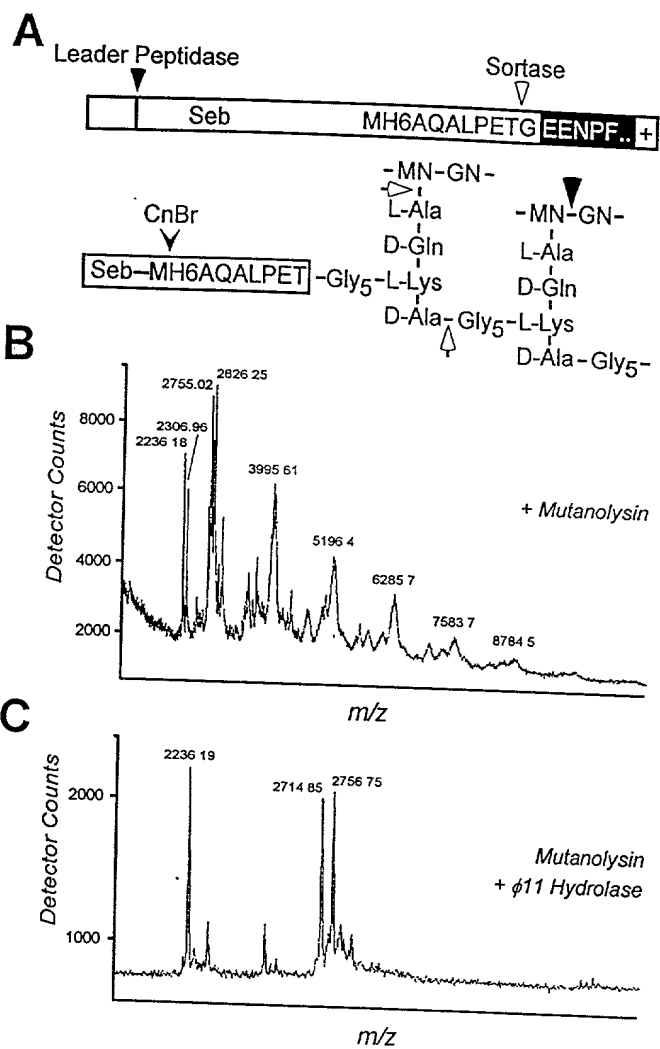 A
Leader Peptidase
Sortase
Seb
MH6AQALPETG
EENPF..
+
-MN-GN-
L-Ala
D-Gln
-Gly5-L-Lys
D-Ala-Gly5-L-Lys
-MN-GN-
L-Ala
D-Gln
D-Ala-Gly5-
CnBr
Seb-MH6AQALPET
B
Detector Counts
8000
6000
4000
2000
2755.02
2826 25
2306.96
2236 18
3995 61
5196 4
6285 7
7583 7
8784 5
+ Mutanolysin
m/z
C
Detector Counts
2000
1000
2236 19
2714 85
2756 75
Mutanolysin
+ ϕ11 Hydrolase
m/z